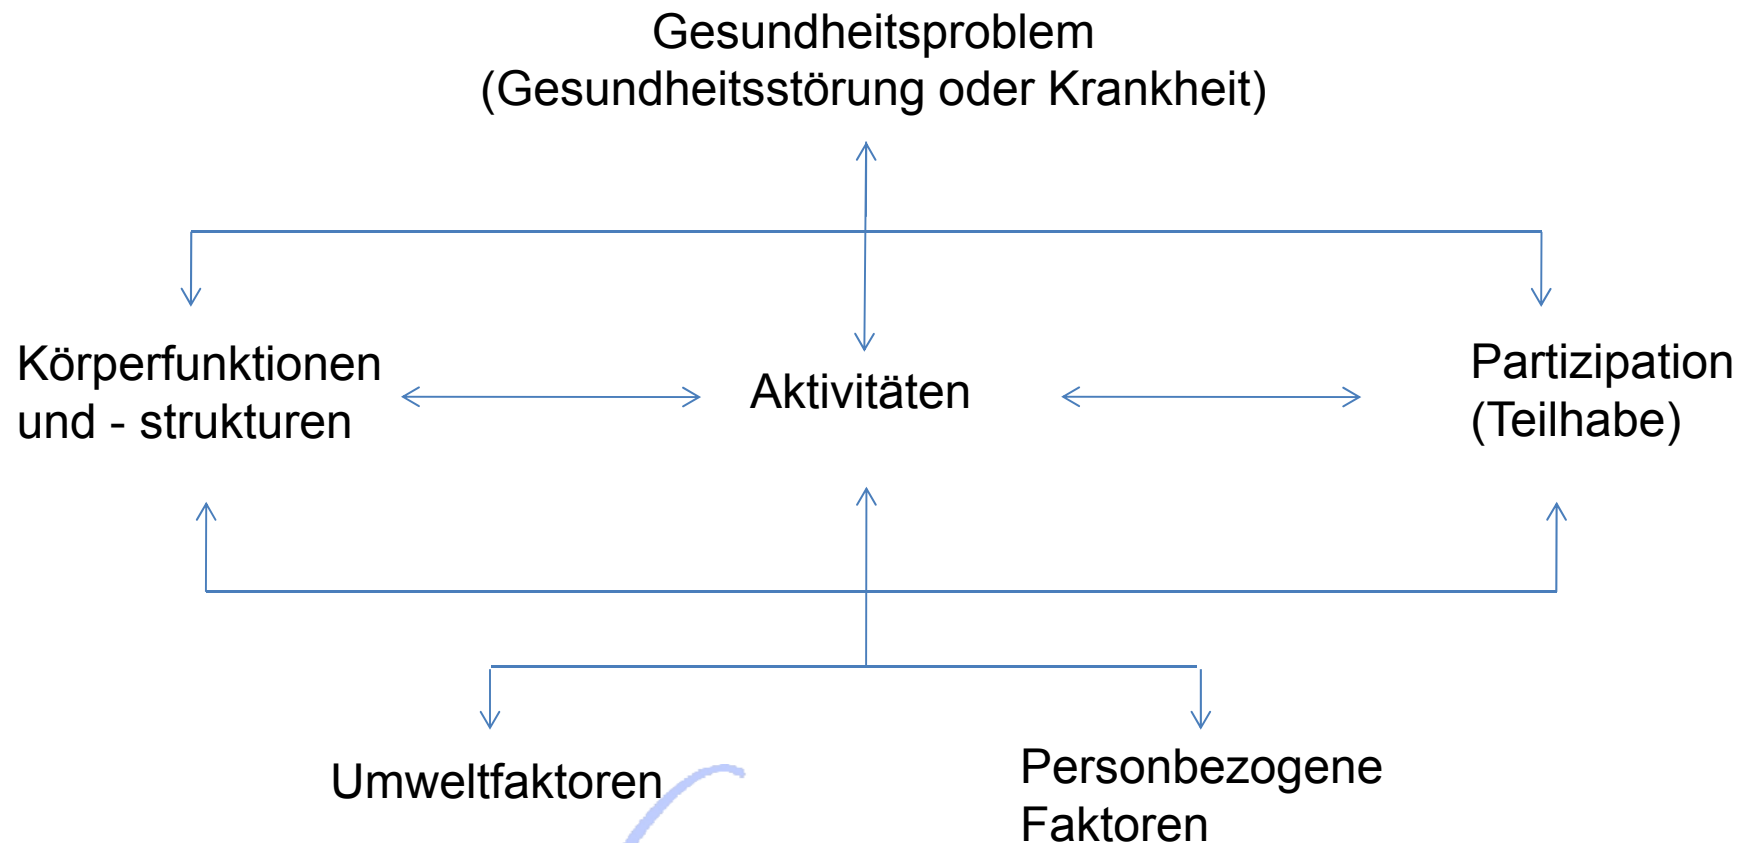 Gesundheitsproblem
(Gesundheitsstörung oder Krankheit)
Körperfunktionen
und - strukturen
Aktivitäten
Partizipation
(Teilhabe)
Umweltfaktoren
Personbezogene
Faktoren